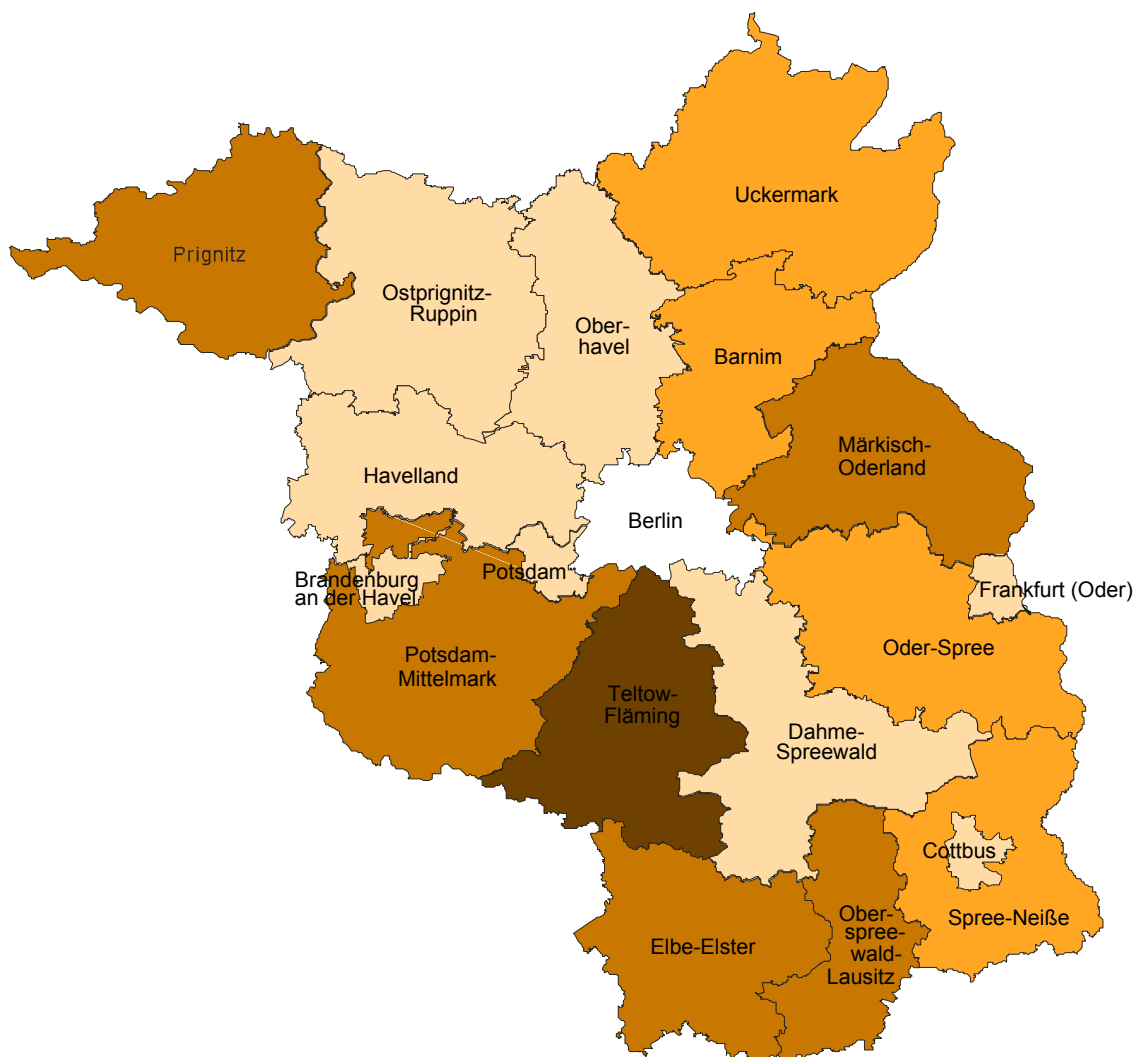 Uckermark
Prignitz
Ostprignitz-
Ruppin
Ober-
havel
Barnim
Märkisch-
Oderland
Havelland
Berlin
Potsdam
Brandenburg
an der Havel
Frankfurt (Oder)
Potsdam-
Mittelmark
Oder-Spree
Teltow-
Fläming
Dahme-
Spreewald
Cottbus
Spree-Neiße
Ober-
spree-
wald-
Lausitz
Elbe-Elster